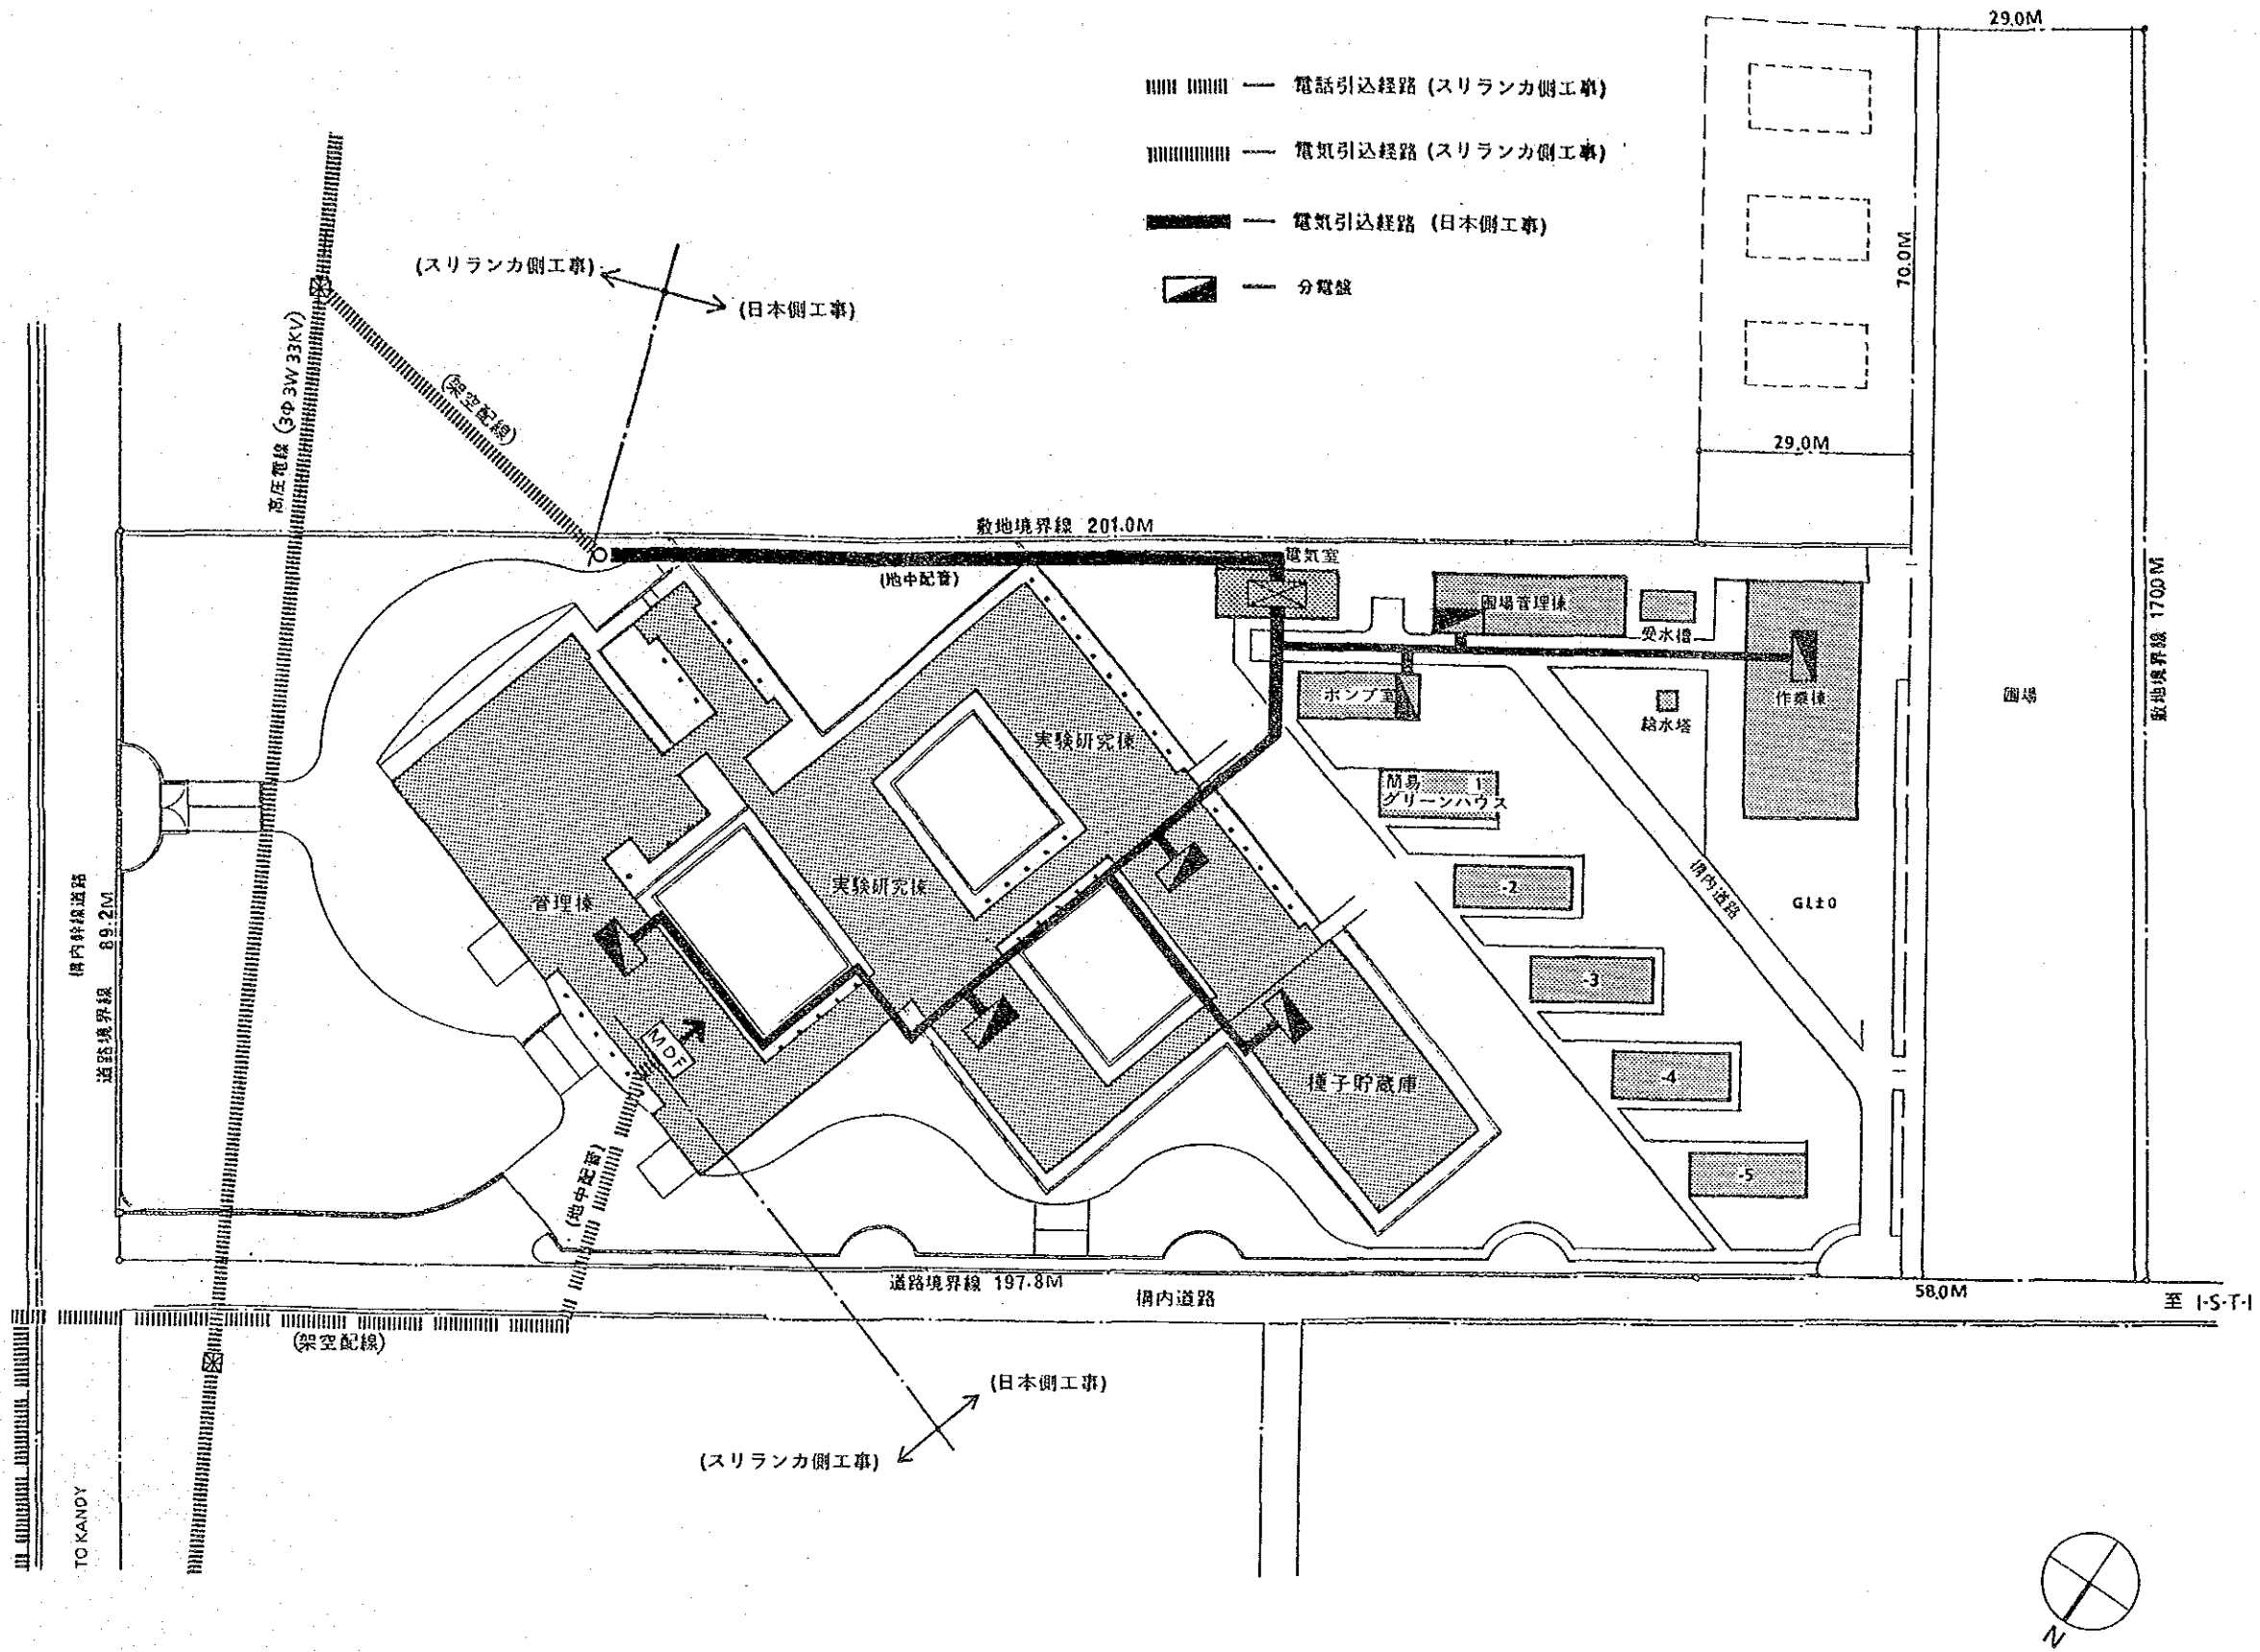 29.0M
電話引込経路 (スリランカ側工事)
電気引込経路 (スリランカ側工事)
電気引込経路 (日本側工事)
分電盤
(スリランカ側工事)
(日本側工事)
70.0M
高圧電線 (3Φ3W 33KV)
(架空配線)
29.0M
敷地境界線 201.0M
電気室
(地中配管)
圃場管理棟
受水槽
敷地境界線 170.0M
ポンプ室
給水塔
作業棟
圃場
実験研究棟
簡易 1
グリーンハウス
構内道路
-2
GL±0
実験研究棟
管理棟
構内幹線道路
道路境界線 89.2M
-3
MDF
-4
種子貯蔵庫
(地中配管)
-5
道路境界線 197.8M
構内道路
58.0M
至 I·S·T·I
(架空配線)
(日本側工事)
(スリランカ側工事)
TO KANDY
N